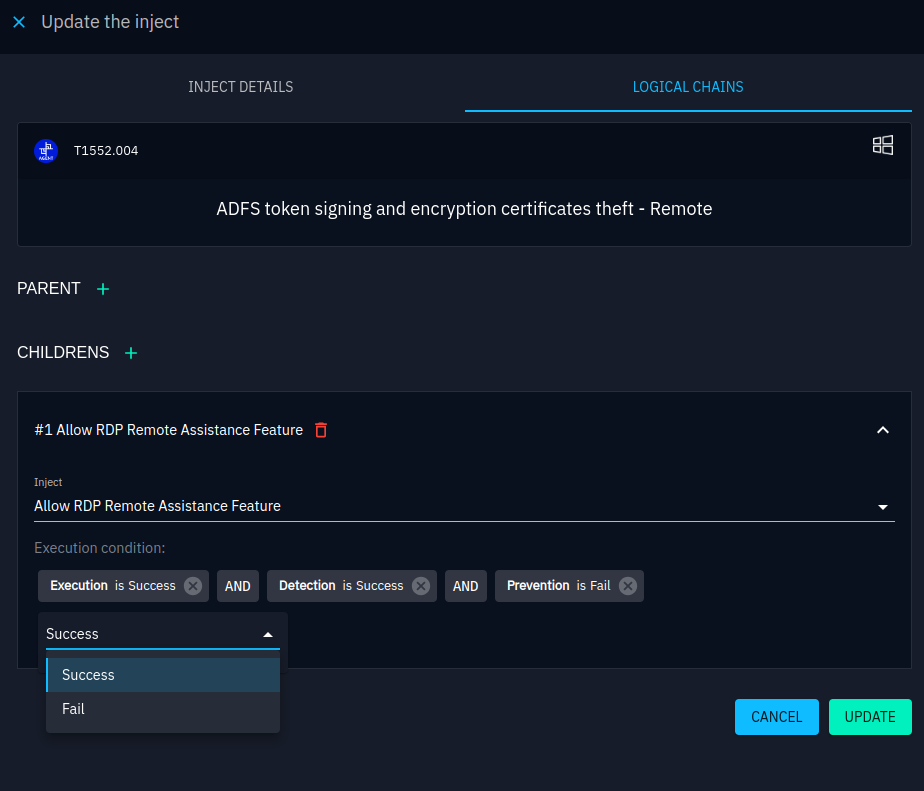 Update the inject
INJECT DETAILS
LOGICAL CHAINS
T1552.004
ADFS token signing and encryption certificates theft - Remote
PARENT +
CHILDRENS +
#1 Allow RDP Remote Assistance Feature
Inject
Allow RDP Remote Assistance Feature
Execution condition:
Execution is Success AND Detection is Success AND Prevention is Fail
Success
Success
Fail
CANCEL UPDATE